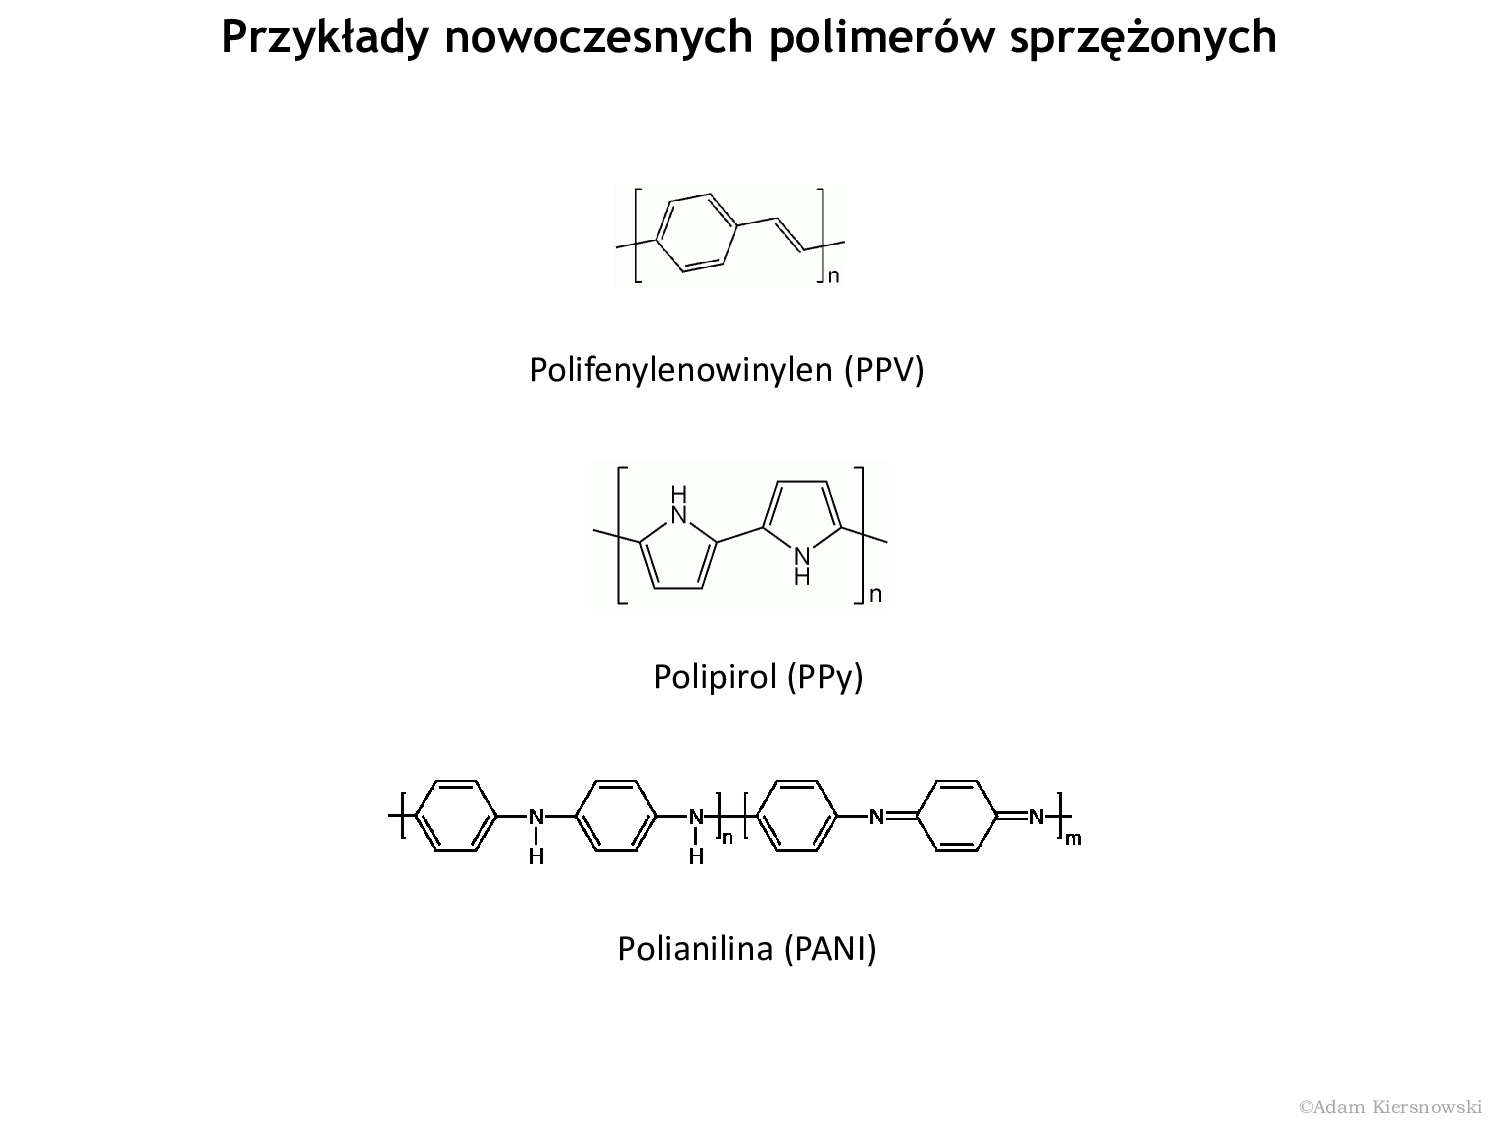 Przykłady nowoczesnych polimerów sprzężonych
n
Polifenylenowinylen (PPV)
H
N
N
H
n
Polipirol (PPy)
N N N N
n m
H H
Polianilina (PANI)
©Adam Kiersnowski